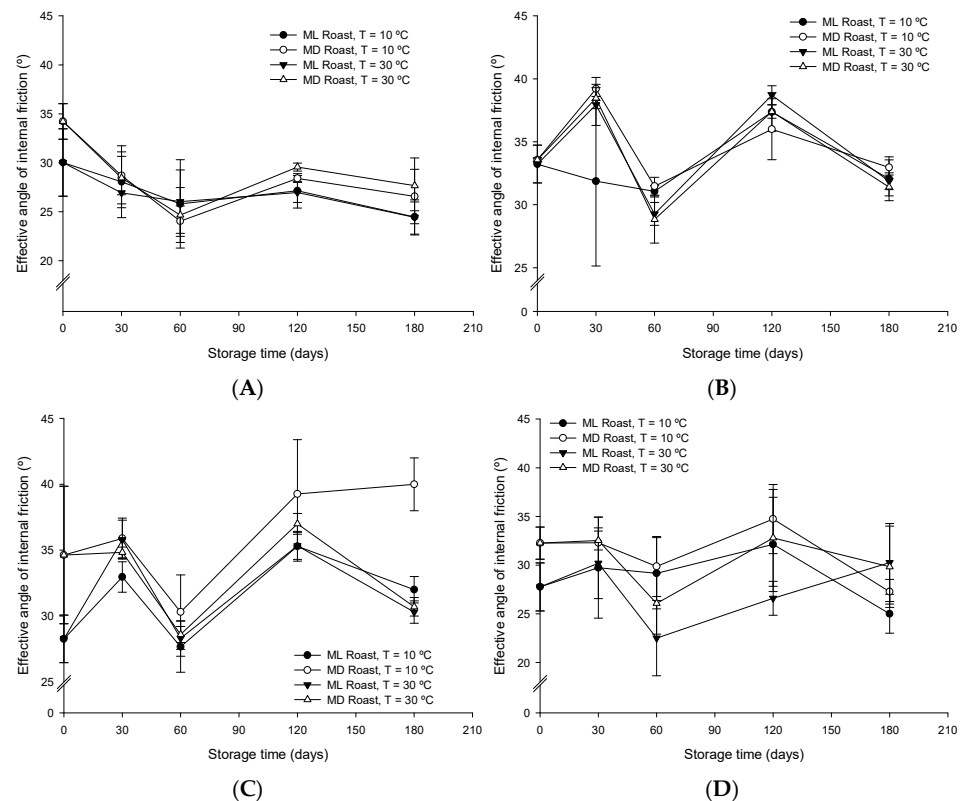 Effective angle of internal friction (º)
45
40
35
30
25
20
0
ML Roast, T = 10 ºC
MD Roast, T = 10 ºC
ML Roast, T = 30 ºC
MD Roast, T = 30 ºC
0 30 60 90 120 150 180 210
Storage time (days)
(A)
Effective angle of internal friction (º)
45
40
35
30
25
0
ML Roast, T = 10 ºC
MD Roast, T = 10 ºC
ML Roast, T = 30 ºC
MD Roast, T = 30 ºC
0 30 60 90 120 150 180 210
Storage time (days)
(B)
Effective angle of internal friction (º)
45
40
35
30
25
0
ML Roast, T = 10 ºC
MD Roast, T = 10 ºC
ML Roast, T = 30 ºC
MD Roast, T = 30 ºC
0 30 60 90 120 150 180 210
Storage time (days)
(C)
Effective angle of internal friction (º)
45
40
35
30
25
20
0
ML Roast, T = 10 ºC
MD Roast, T = 10 ºC
ML Roast, T = 30 ºC
MD Roast, T = 30 ºC
0 30 60 90 120 150 180 210
Storage time (days)
(D)